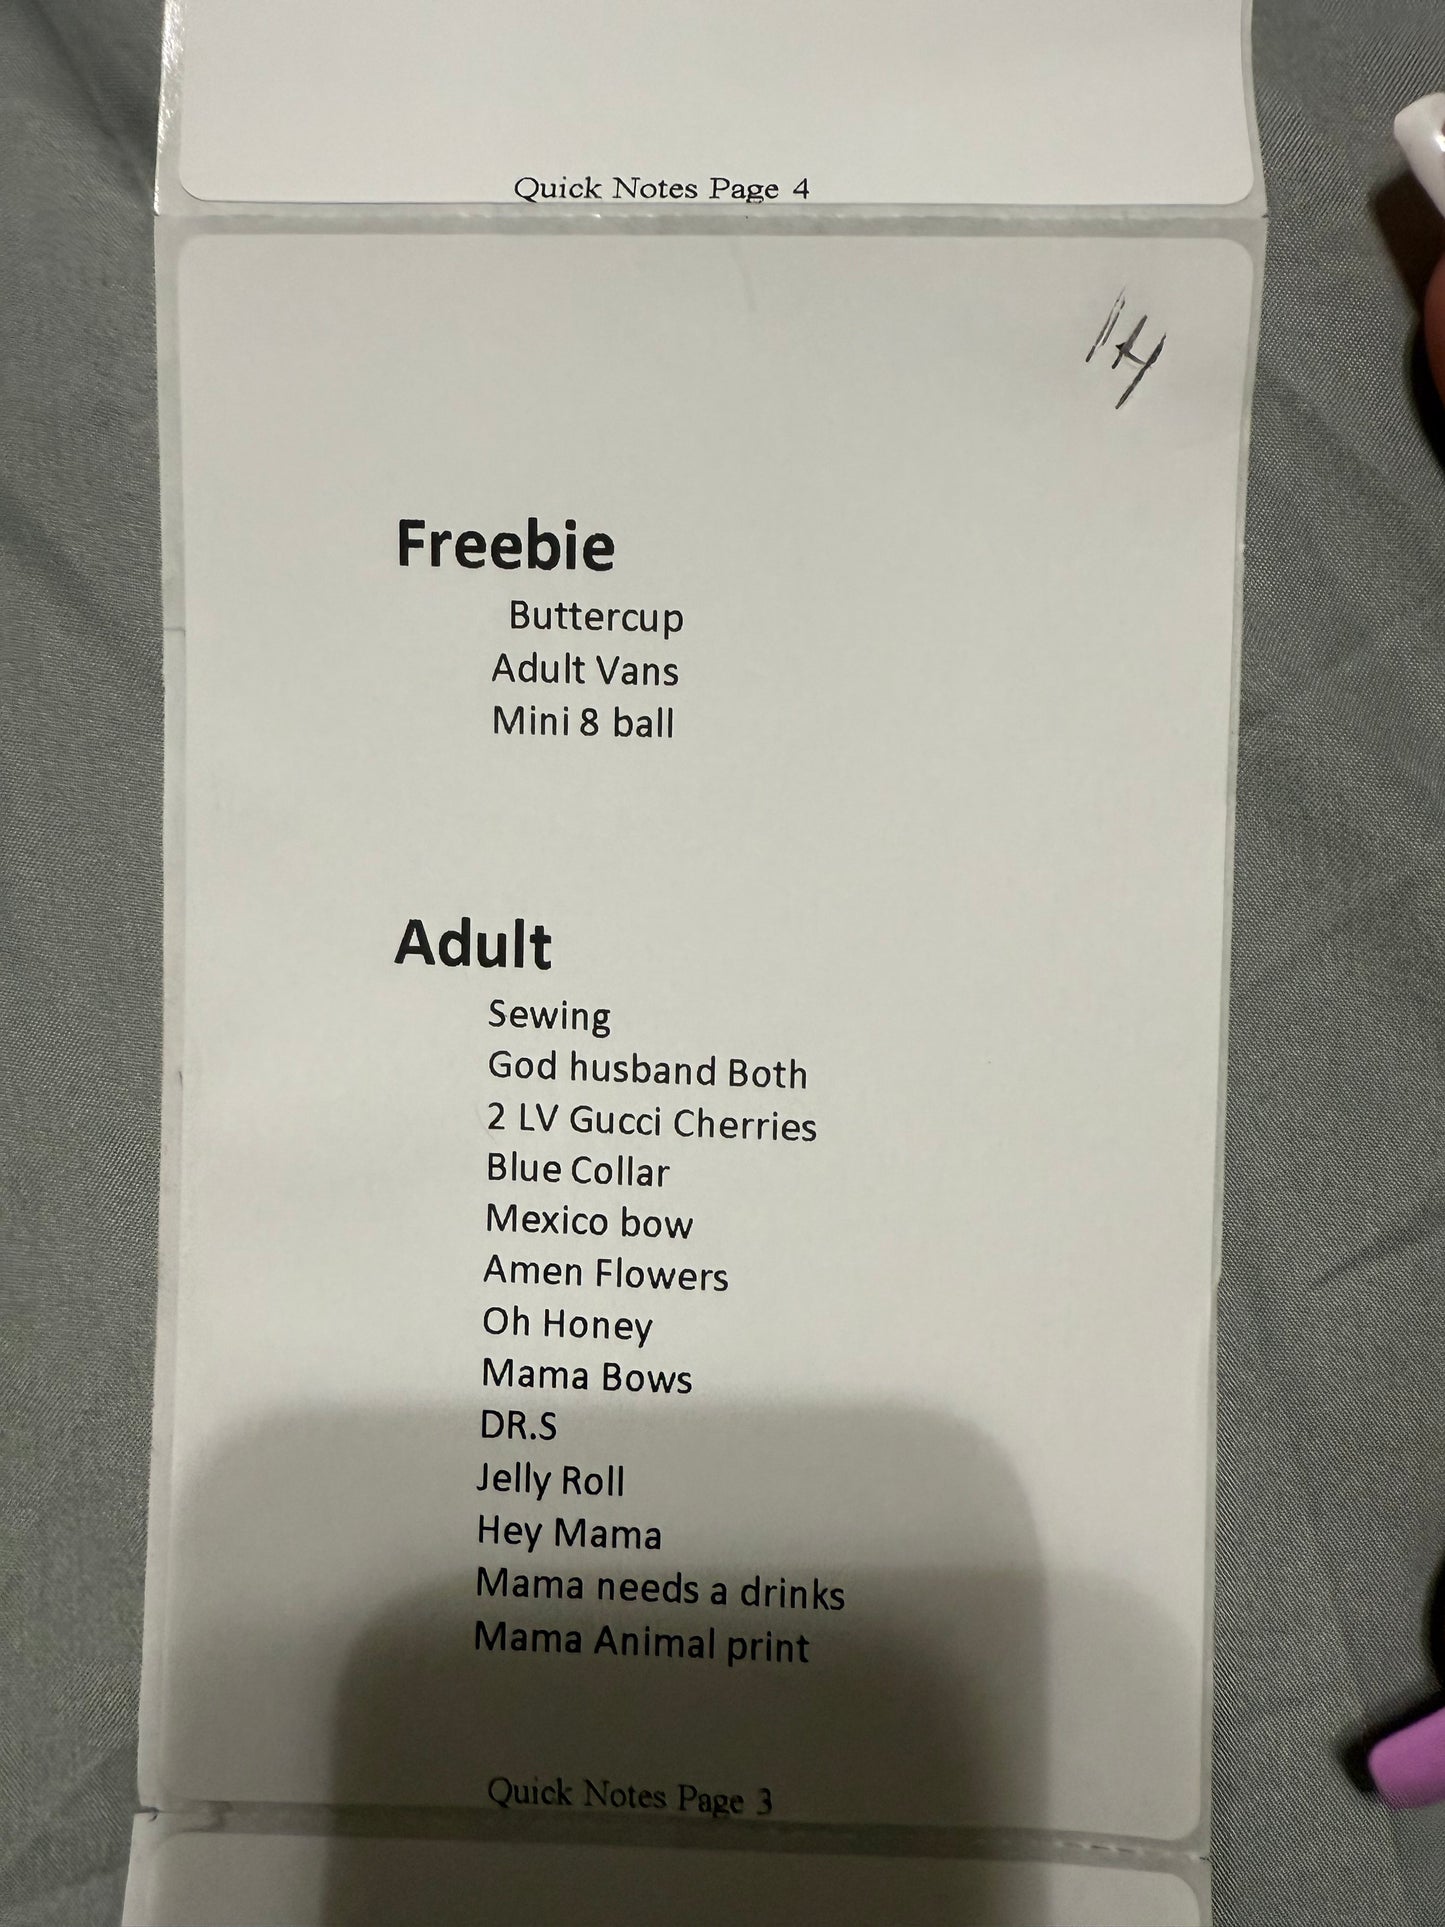 Quick Notes Page 4
14
Freebie
Buttercup
Adult Vans
Mini 8 ball
Adult
Sewing
God husband Both
2 LV Gucci Cherries
Blue Collar
Mexico bow
Amen Flowers
Oh Honey
Mama Bows
DR.S
Jelly Roll
Hey Mama
Mama needs a drinks
Mama Animal print
Quick Notes Page 3